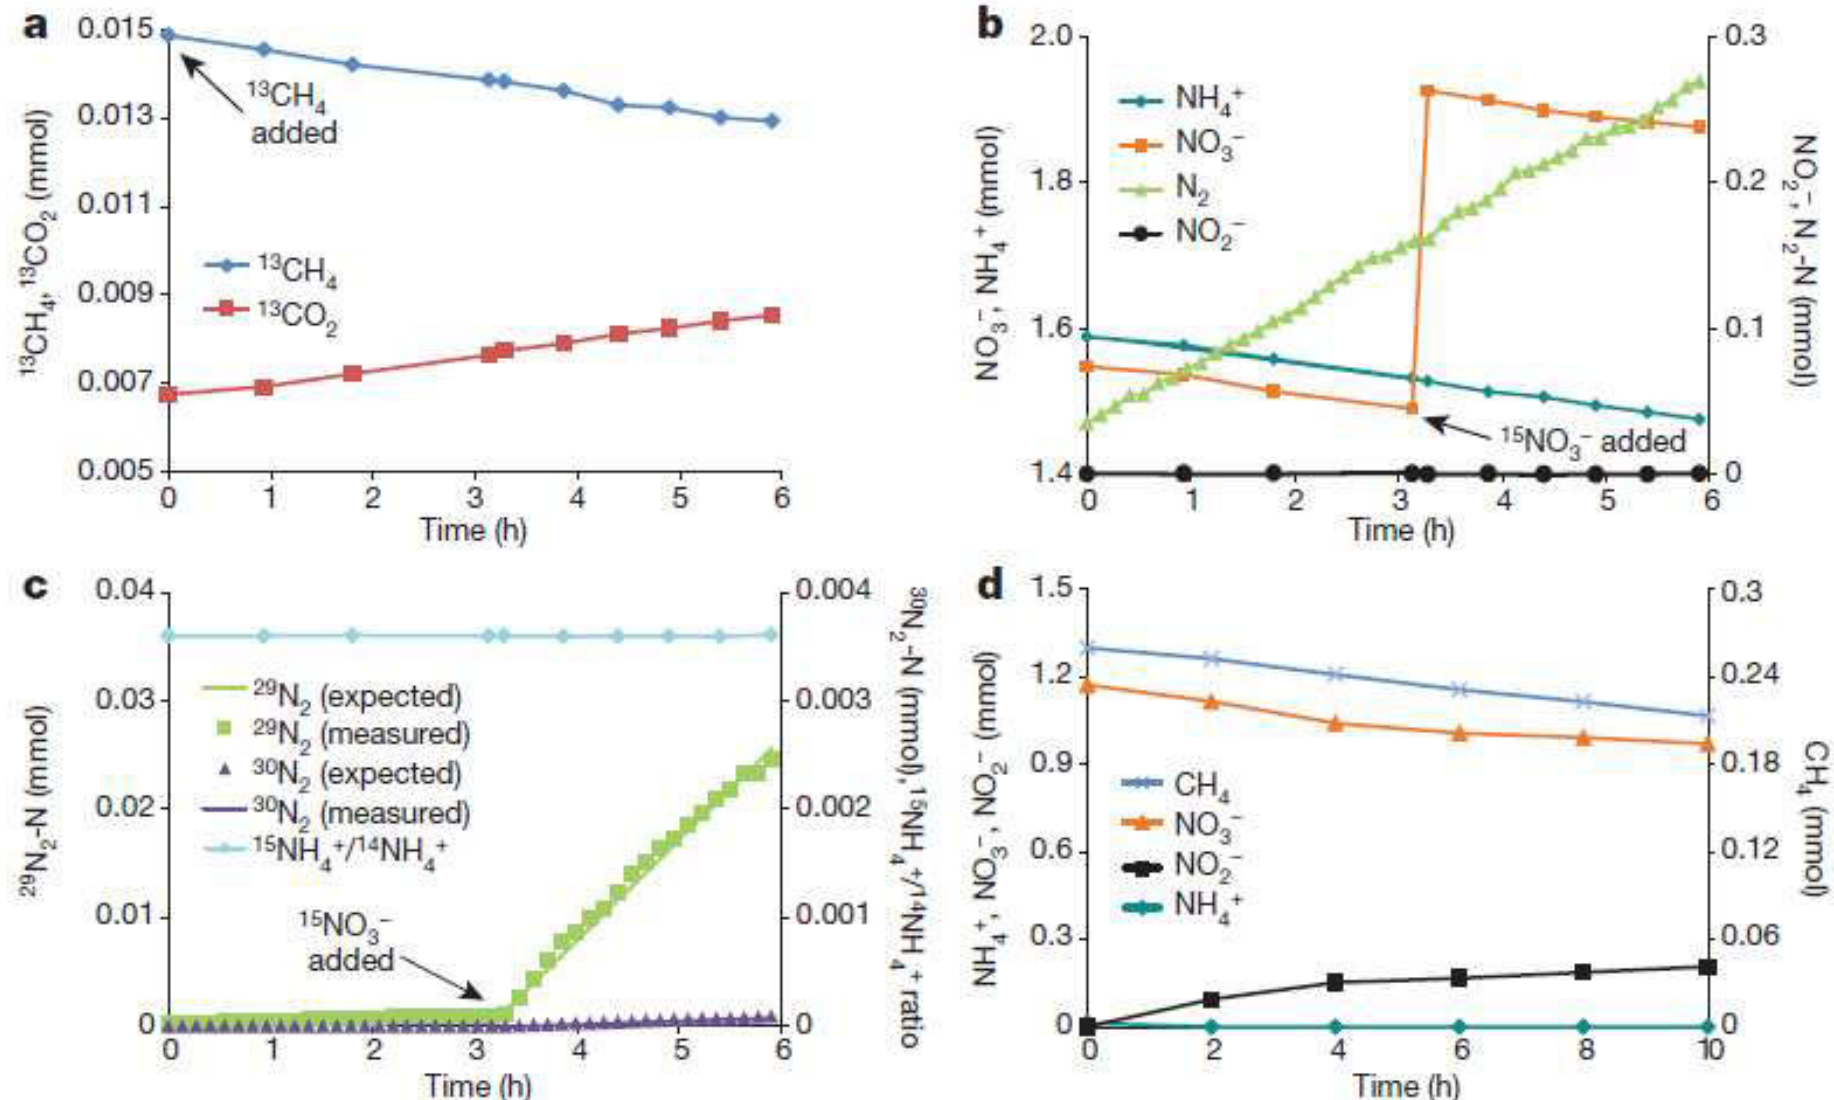 a
0.015
0.013
0.011
0.009
0.007
0.005
¹³CH₄, ¹³CO₂ (mmol)
¹³CH₄
added
¹³CH₄
¹³CO₂
0 1 2 3 4 5 6
Time (h)
b
2.0
1.8
1.6
1.4
NO₃⁻, NH₄⁺ (mmol)
NH₄⁺
NO₃⁻
N₂
NO₂⁻
¹⁵NO₃⁻ added
0.3
0.2
0.1
0
NO₂⁻, N₂-N (mmol)
0 1 2 3 4 5 6
Time (h)
c
0.04
0.03
0.02
0.01
0
²⁹N₂-N (mmol)
²⁹N₂ (expected)
²⁹N₂ (measured)
³⁰N₂ (expected)
³⁰N₂ (measured)
¹⁵NH₄⁺/¹⁴NH₄⁺
¹⁵NO₃⁻
added
0.004
0.003
0.002
0.001
0
³⁰N₂-N (mmol), ¹⁵NH₄⁺/¹⁴NH₄⁺ ratio
0 1 2 3 4 5 6
Time (h)
d
1.5
1.2
0.9
0.6
0.3
0
NH₄⁺, NO₃⁻, NO₂⁻ (mmol)
CH₄
NO₃⁻
NO₂⁻
NH₄⁺
0.3
0.24
0.18
0.12
0.06
0
CH₄ (mmol)
0 2 4 6 8 10
Time (h)